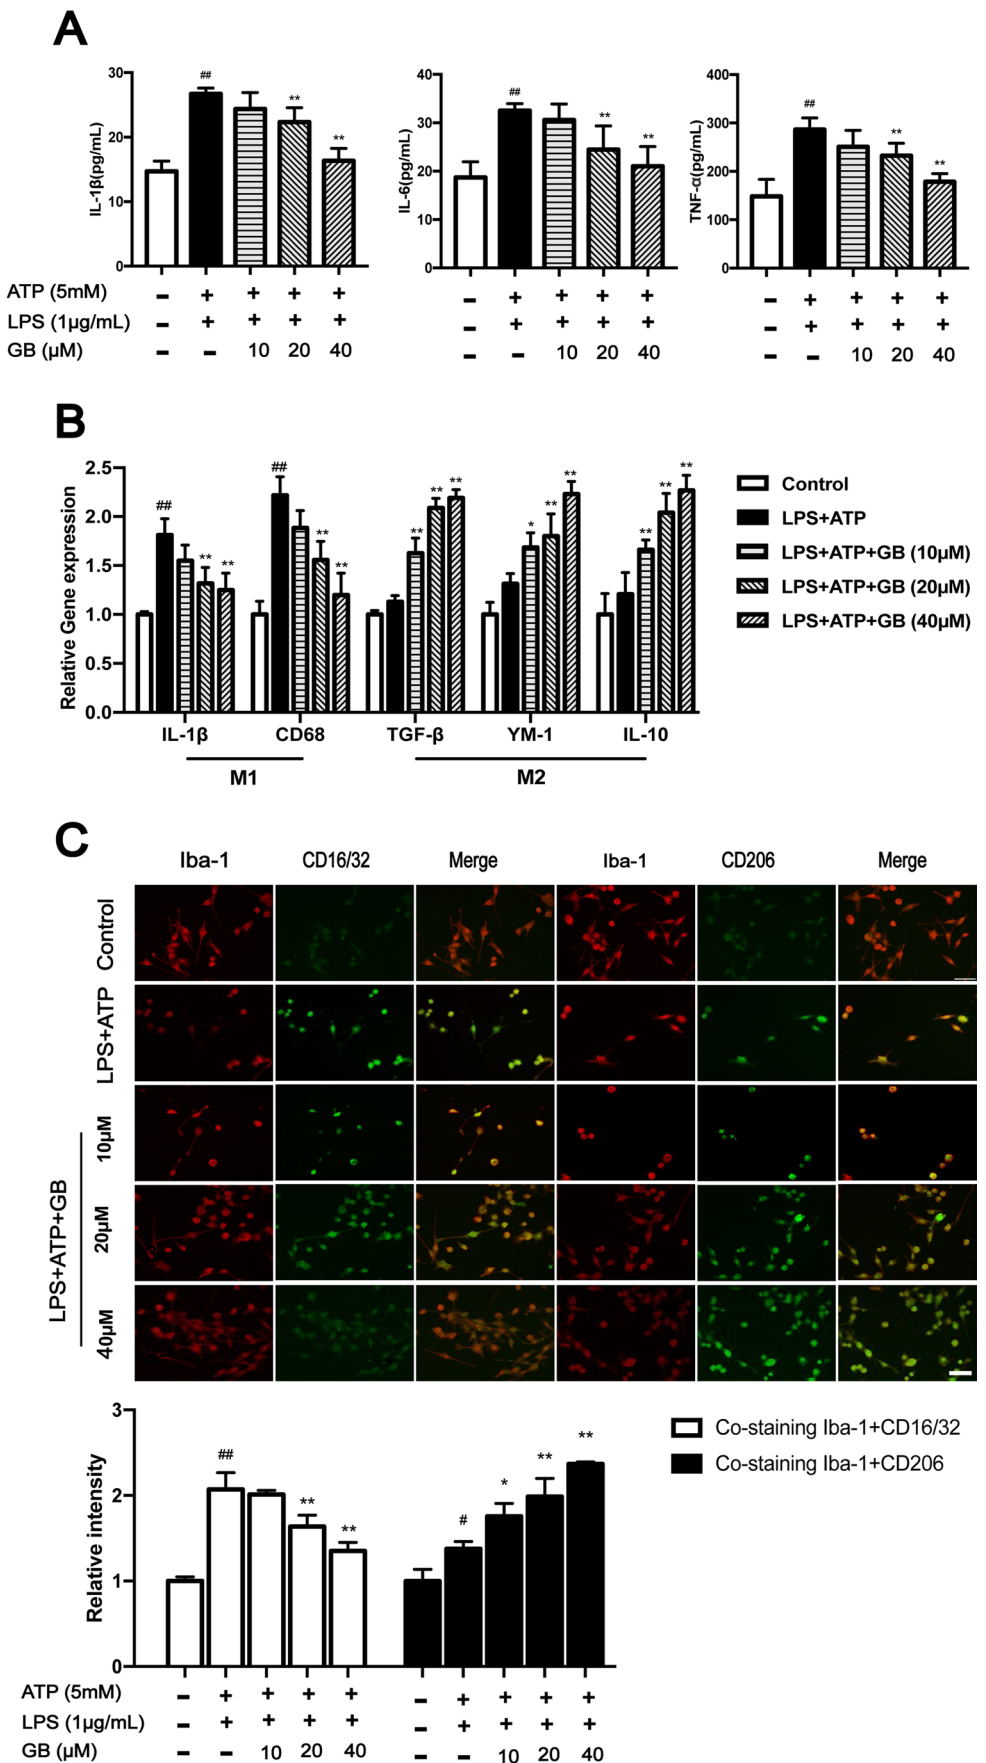 A
## ** **
30
20
10
0
IL-1β(pg/mL)
## ** **
40
30
20
10
0
IL-6(pg/mL)
## ** **
400
300
200
100
0
TNF-α(pg/mL)
ATP (5mM) – + + + + – + + + + – + + + +
LPS (1μg/mL) – + + + + – + + + + – + + + +
GB (μM) – – 10 20 40 – – 10 20 40 – – 10 20 40
B
2.5
2.0
1.5
1.0
0.5
0.0
Relative Gene expression
## ** ** ## ** ** ** ** ** * ** ** ** ** **
IL-1β CD68 TGF-β YM-1 IL-10
M1 M2
Control
LPS+ATP
LPS+ATP+GB (10μM)
LPS+ATP+GB (20μM)
LPS+ATP+GB (40μM)
C
Iba-1 CD16/32 Merge Iba-1 CD206 Merge
Control
LPS+ATP
LPS+ATP+GB
10μM
20μM
40μM
3
2
1
0
Relative intensity
## ** ** # * ** **
Co-staining Iba-1+CD16/32
Co-staining Iba-1+CD206
ATP (5mM) – + + + + – + + + +
LPS (1μg/mL) – + + + + – + + + +
GB (μM) – – 10 20 40 – – 10 20 40